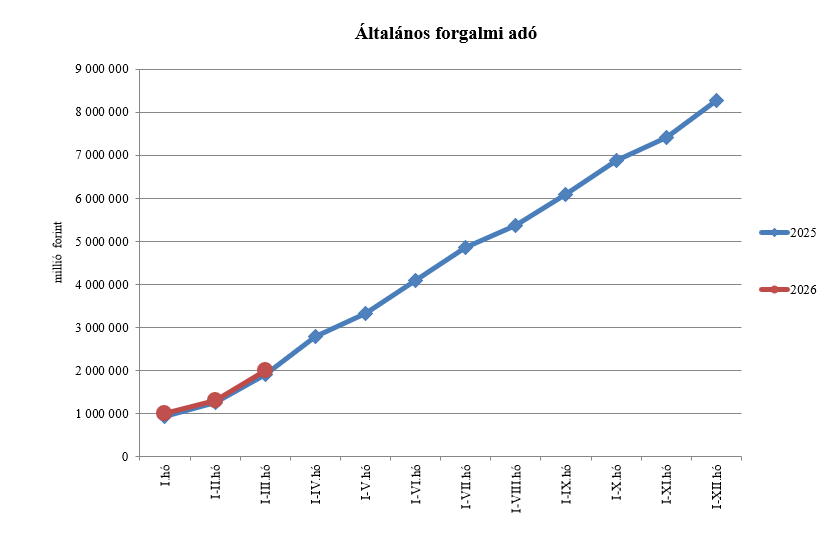 Általános forgalmi adó
9 000 000
8 000 000
7 000 000
6 000 000
5 000 000
4 000 000
3 000 000
2 000 000
1 000 000
0
millió forint
I.hó
I-II.hó
I-III.hó
I-IV.hó
I-V.hó
I-VI.hó
I-VII.hó
I-VIII.hó
I-IX.hó
I-X.hó
I-XI.hó
I-XII.hó
2025
2026